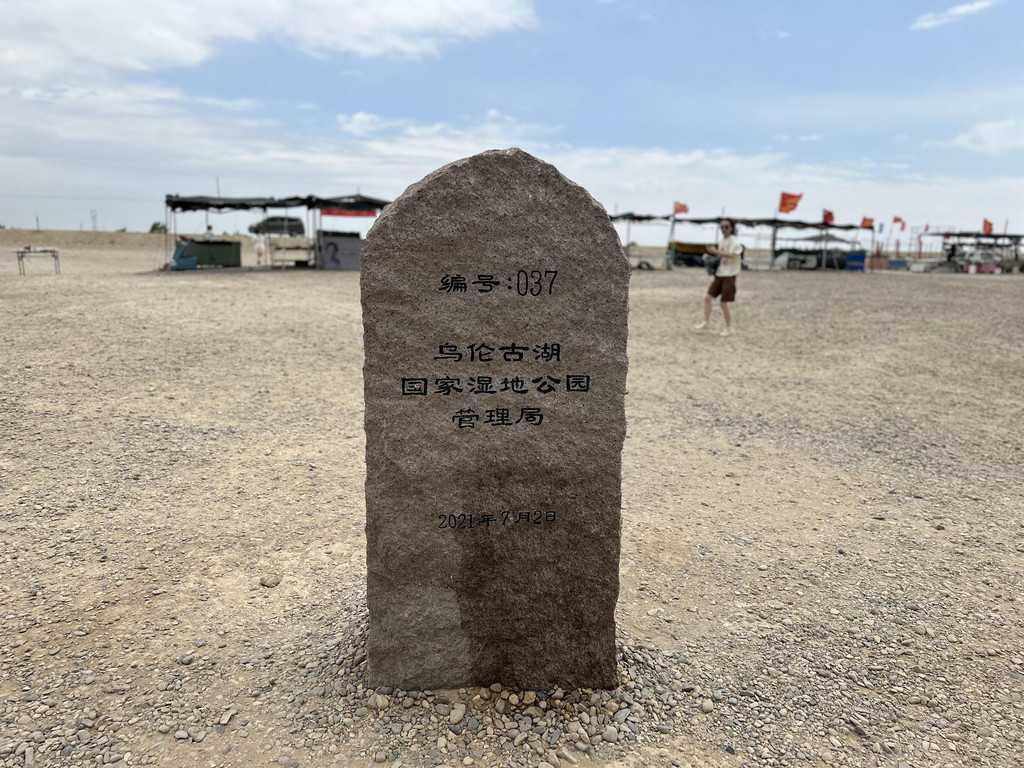 编号:037
乌伦古湖
国家湿地公园
管理局
2021年7月2日